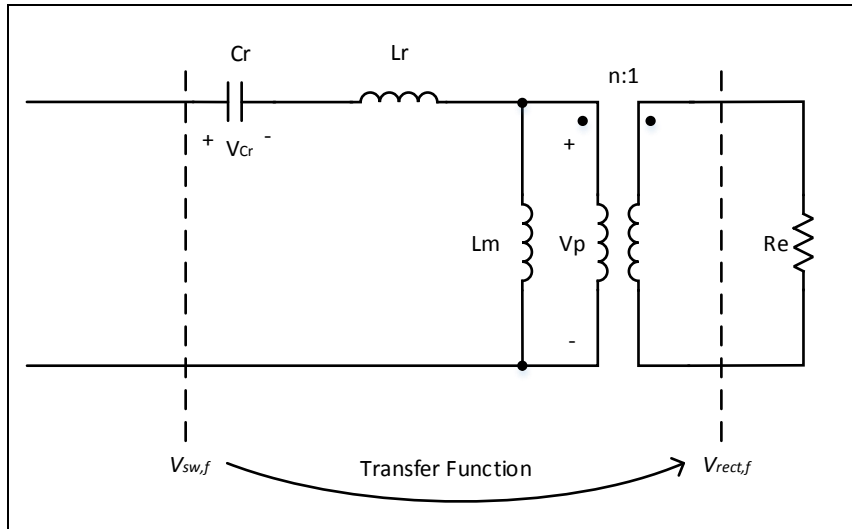 Cr
Lr
n:1
+
VCr
-
+
Lm
Vp
Re
-
Vsw,f
Transfer Function
Vrect,f